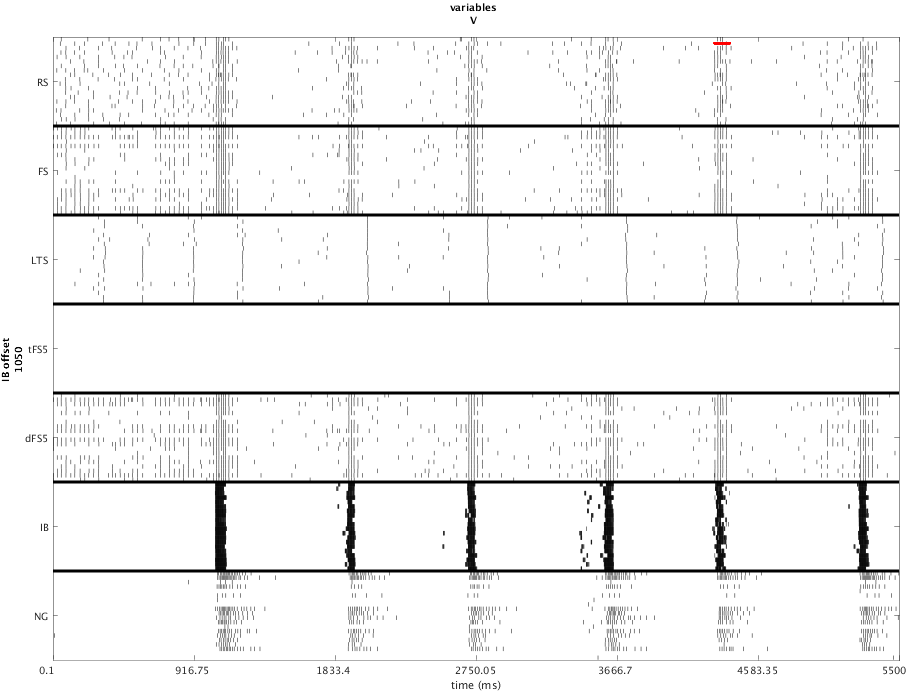 variables
V
RS
FS
LTS
tFS5
dFS5
IB
NG
IB offset
1050
0.1
916.75
1833.4
2750.05
3666.7
4583.35
5500
time (ms)